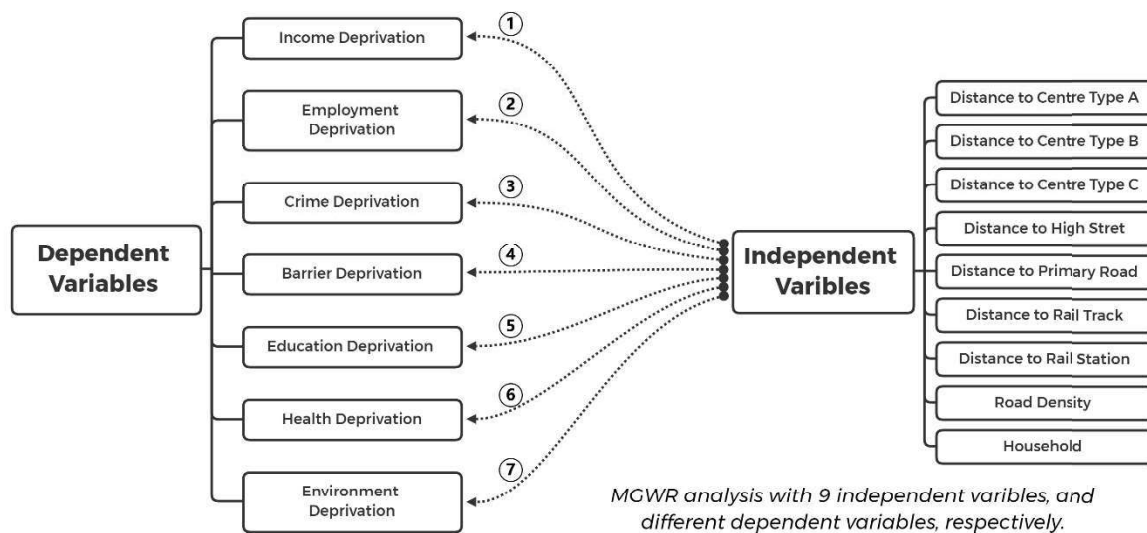 Dependent
Variables
Income Deprivation
Employment
Deprivation
Crime Deprivation
Barrier Deprivation
Education Deprivation
Health Deprivation
Environment
Deprivation
1
2
3
4
5
6
7
Independent
Varibles
Distance to Centre Type A
Distance to Centre Type B
Distance to Centre Type C
Distance to High Stret
Distance to Primary Road
Distance to Rail Track
Distance to Rail Station
Road Density
Household
MGWR analysis with 9 independent varibles, and
different dependent variables, respectively.